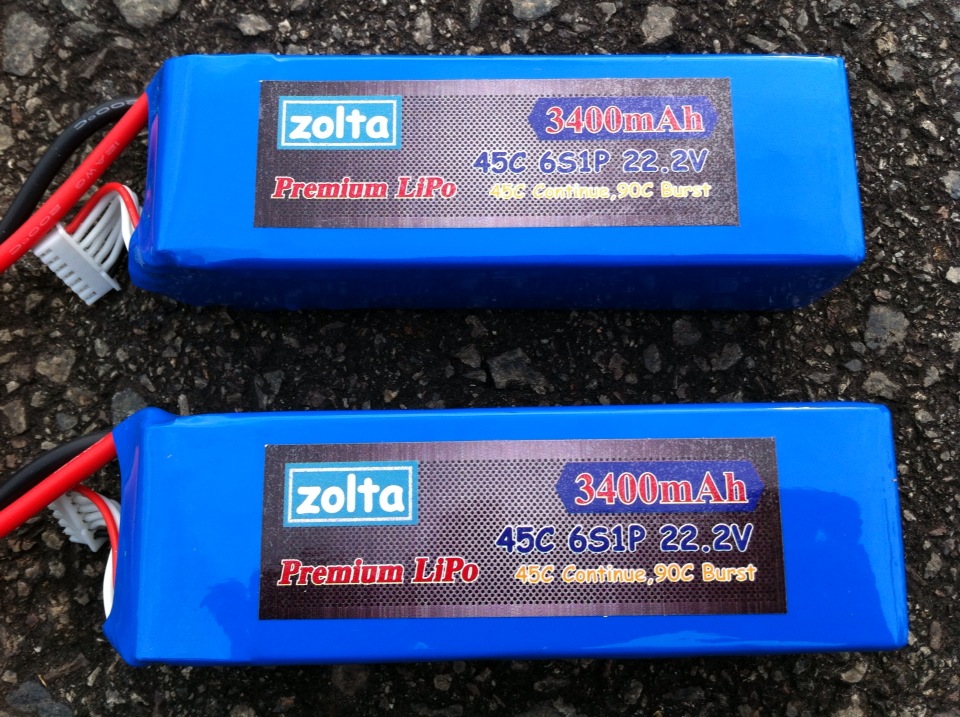 zolta
3400mAh
45C 6S1P 22.2V
Premium LiPo
45C Continue,90C Burst
zolta
3400mAh
45C 6S1P 22.2V
Premium LiPo
45C Continue,90C Burst